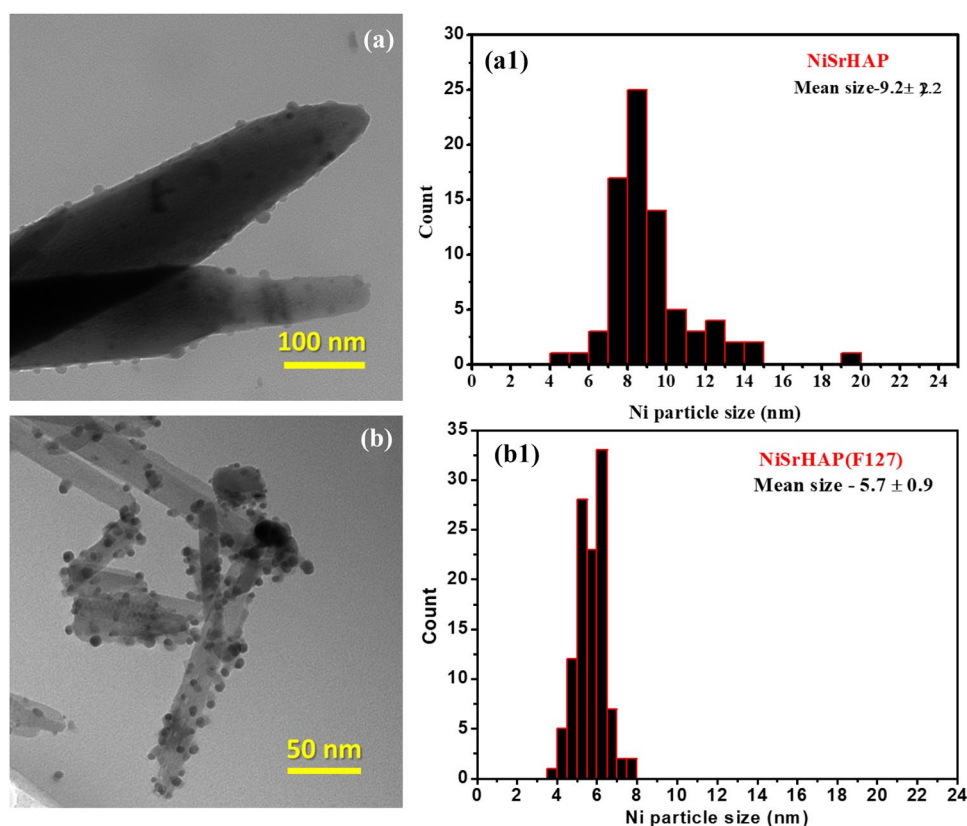 (a)
100 nm
(a1)
NiSrHAP
Mean size-9.2± 2.2
Count
30
25
20
15
10
5
0
0 2 4 6 8 10 12 14 16 18 20 22 24
Ni particle size (nm)
(b)
50 nm
(b1)
NiSrHAP(F127)
Mean size - 5.7 ± 0.9
Count
35
30
25
20
15
10
5
0
0 2 4 6 8 10 12 14 16 18 20 22 24
Ni particle size (nm)